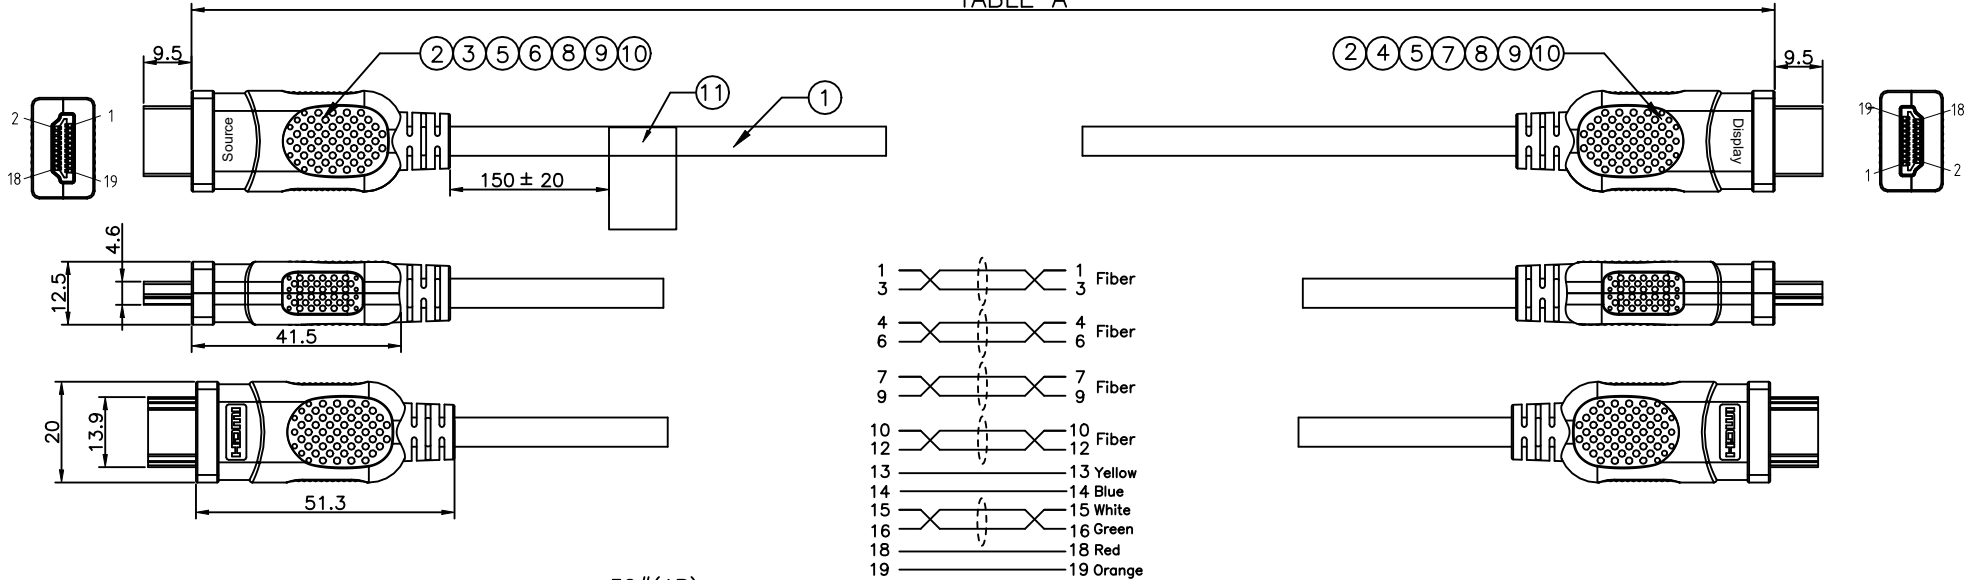 TABLE A
9.5
2 3 5 6 8 9 10
11
1
2 4 5 7 8 9 10
9.5
2 1
18 19
Source
150 ± 20
Display
19 18
1 2
4.6
12.5
41.5
1 1 Fiber
3 3
4 4 Fiber
6 6
7 7 Fiber
9 9
10 10 Fiber
12 12
13 13 Yellow
14 14 Blue
15 15 White
16 16 Green
18 18 Red
19 19 Orange
20
13.9
HDMI
51.3
HDMI